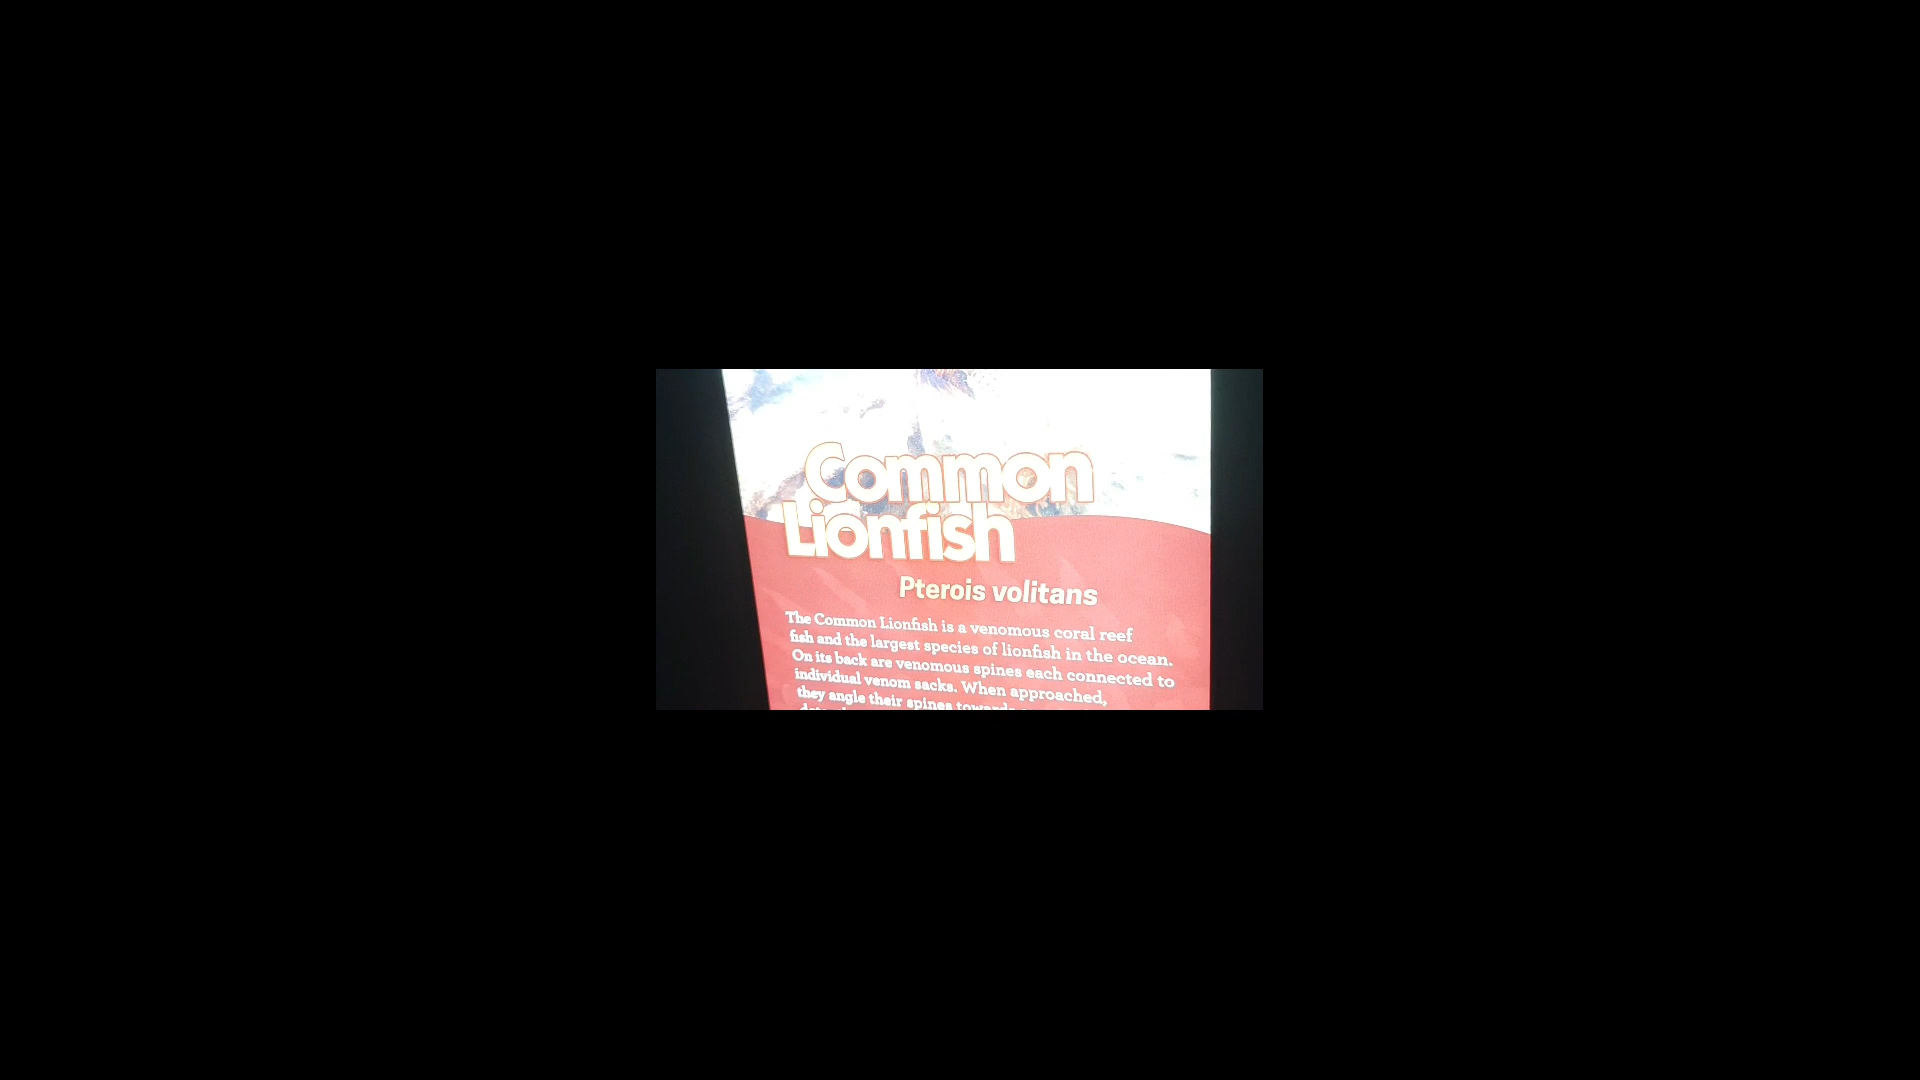 Common
Lionfish
Pterois volitans
The Common Lionfish is a venomous coral reef
fish and the largest species of lionfish in the ocean.
On its back are venomous spines each connected to
individual venom sacks. When approached,
they angle their spines towards